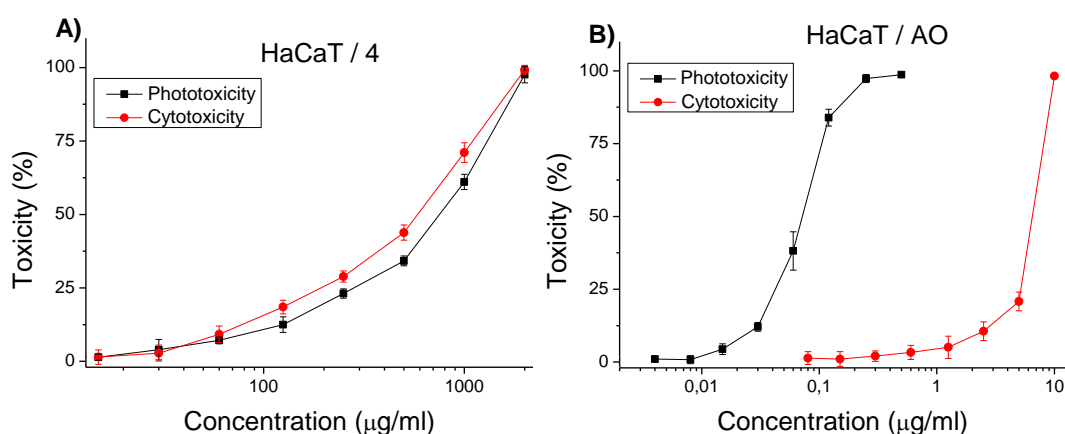 A)
HaCaT / 4
Phototoxicity
Cytotoxicity
Toxicity (%)
100
75
50
25
0
100
1000
Concentration (μg/ml)
B)
HaCaT / AO
Phototoxicity
Cytotoxicity
Toxicity (%)
100
75
50
25
0
0,01
0,1
1
10
Concentration (μg/ml)